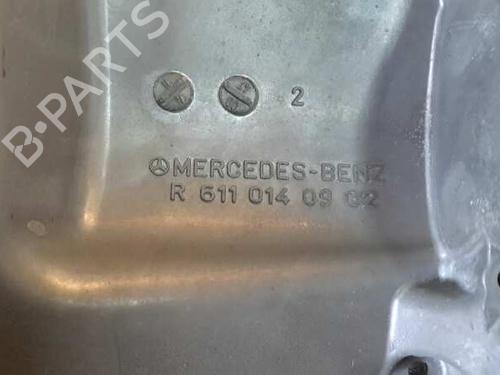 B-PARTS
2
MERCEDES-BENZ
R 611 014 09 02